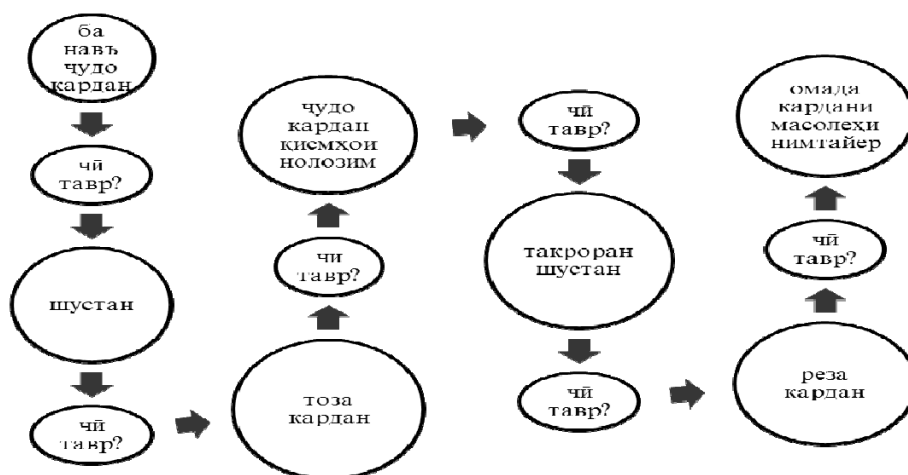 ба
навъ
ҷудо
кардан
чӣ
тавр?
шустан
чӣ
тавр?
тоза
кардан
чи
тавр?
ҷудо
кардан
қисмҳои
нолозим
чӣ
тавр?
такроран
шустан
чӣ
тавр?
реза
кардан
чӣ
тавр?
омада
кардани
масолеҳи
нимтайер